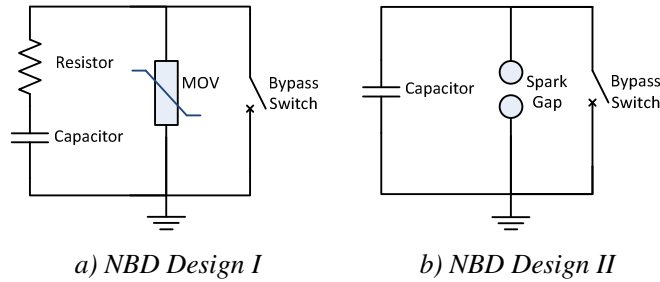 Resistor
Capacitor
MOV
Bypass
Switch
Capacitor
Spark
Gap
Bypass
Switch
a) NBD Design I
b) NBD Design II